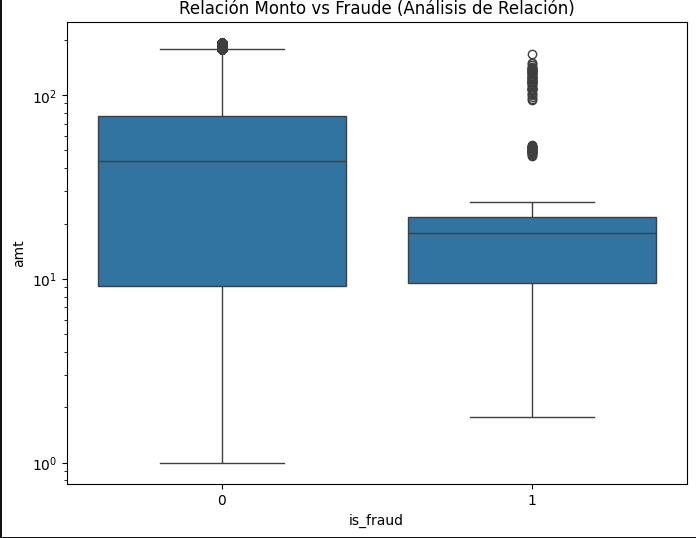 Relación Monto vs Fraude (Análisis de Relación)
amt
10²
10¹
10⁰
0 1
is_fraud